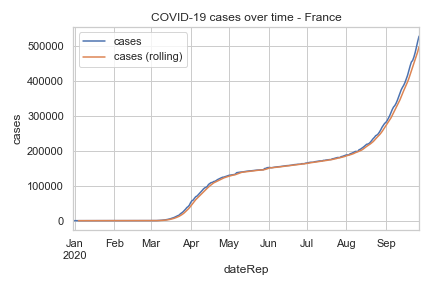 COVID-19 cases over time - France
cases
cases (rolling)
500000
400000
300000
200000
100000
0
cases
Jan Feb Mar Apr May Jun Jul Aug Sep
2020
dateRep